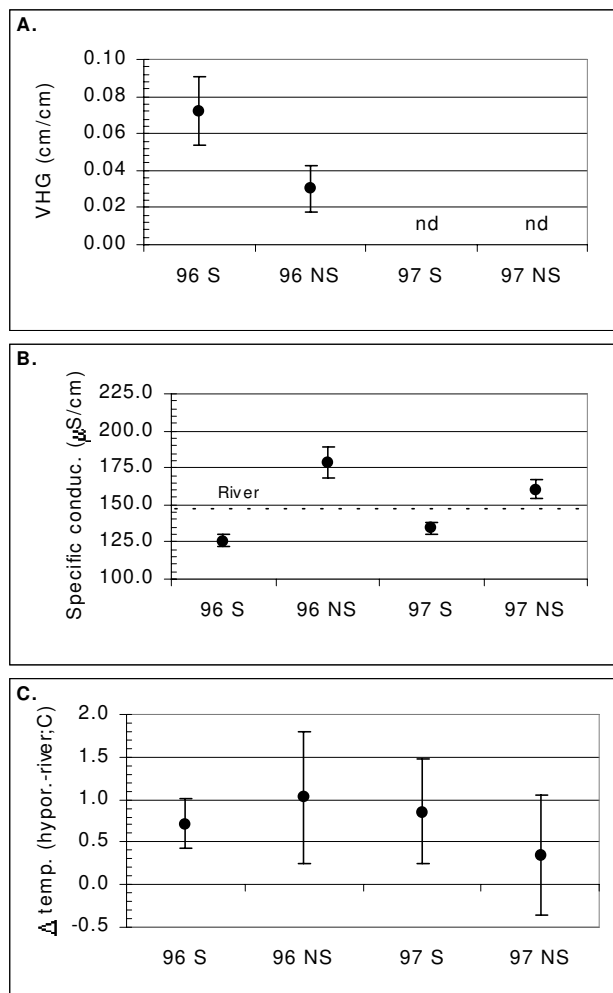 A.
VHG (cm/cm)
0.10
0.08
0.06
0.04
0.02
0.00
nd nd
96 S 96 NS 97 S 97 NS
B.
Specific conduc. (µS/cm)
225.0
200.0
175.0
150.0
125.0
100.0
River
96 S 96 NS 97 S 97 NS
C.
Δ temp. (hypor.-river;C)
2.0
1.5
1.0
0.5
0.0
-0.5
96 S 96 NS 97 S 97 NS